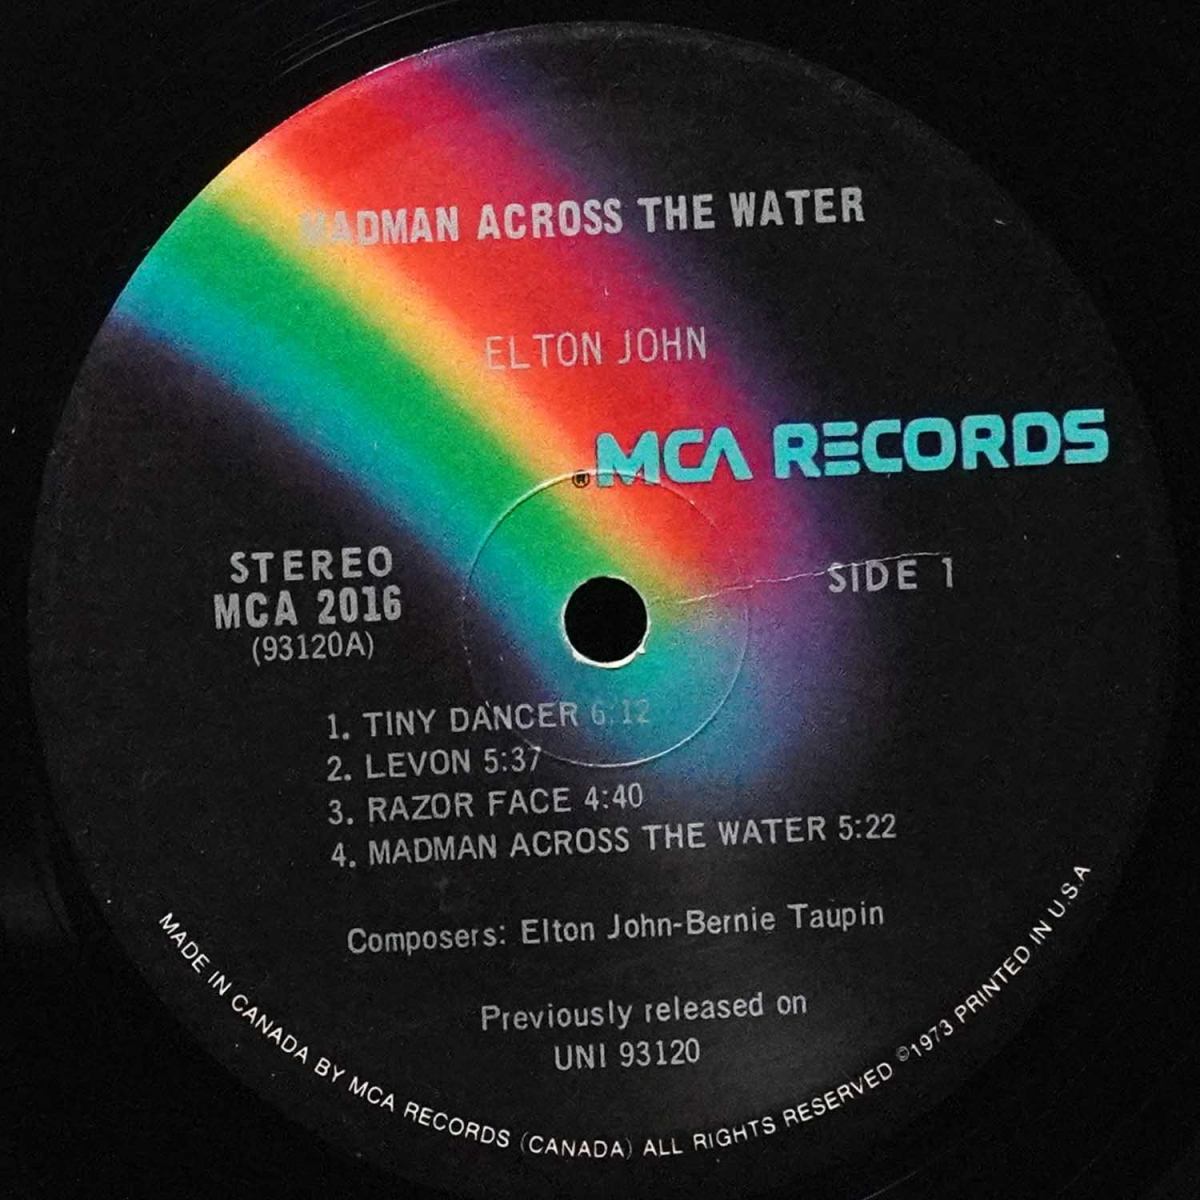 MADMAN ACROSS THE WATER
ELTON JOHN
® MCA RECORDS
STEREO
MCA 2016
(93120A)
SIDE 1
1. TINY DANCER 6:12
2. LEVON 5:37
3. RAZOR FACE 4:40
4. MADMAN ACROSS THE WATER 5:22
Composers: Elton John-Bernie Taupin
Previously released on
UNI 93120
MADE IN CANADA BY MCA RECORDS (CANADA) ALL RIGHTS RESERVED ©1973 PRINTED IN U.S.A